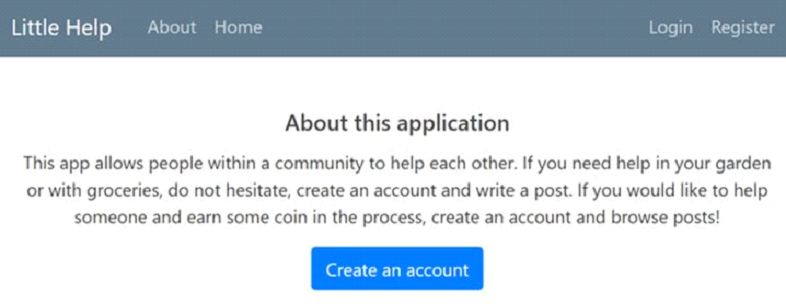 Little Help About Home Login Register
About this application
This app allows people within a community to help each other. If you need help in your garden
or with groceries, do not hesitate, create an account and write a post. If you would like to help
someone and earn some coin in the process, create an account and browse posts!
Create an account